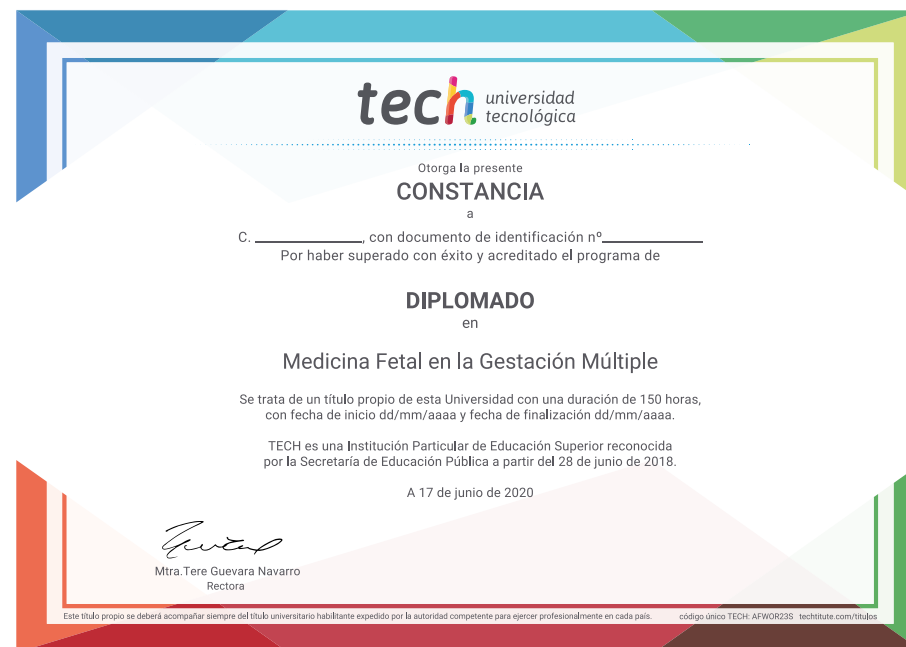 tech universidad
tecnológica
Otorga la presente
CONSTANCIA
a
C. ____________, con documento de identificación nº____________
Por haber superado con éxito y acreditado el programa de
DIPLOMADO
en
Medicina Fetal en la Gestación Múltiple
Se trata de un título propio de esta Universidad con una duración de 150 horas,
con fecha de inicio dd/mm/aaaa y fecha de finalización dd/mm/aaaa.
TECH es una Institución Particular de Educación Superior reconocida
por la Secretaría de Educación Pública a partir del 28 de junio de 2018.
A 17 de junio de 2020
Mtra.Tere Guevara Navarro
Rectora
Este título propio se deberá acompañar siempre del título universitario habilitante expedido por la autoridad competente para ejercer profesionalmente en cada país. código único TECH: AFWOR23S techtitute.com/titulos